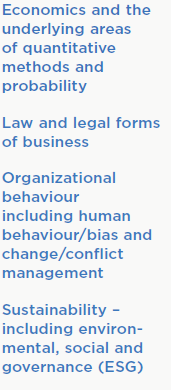 Economics and the
underlying areas
of quantitative
methods and
probability
Law and legal forms
of business
Organizational
behaviour
including human
behaviour/bias and
change/conflict
management
Sustainability –
including environ-
mental, social and
governance (ESG)